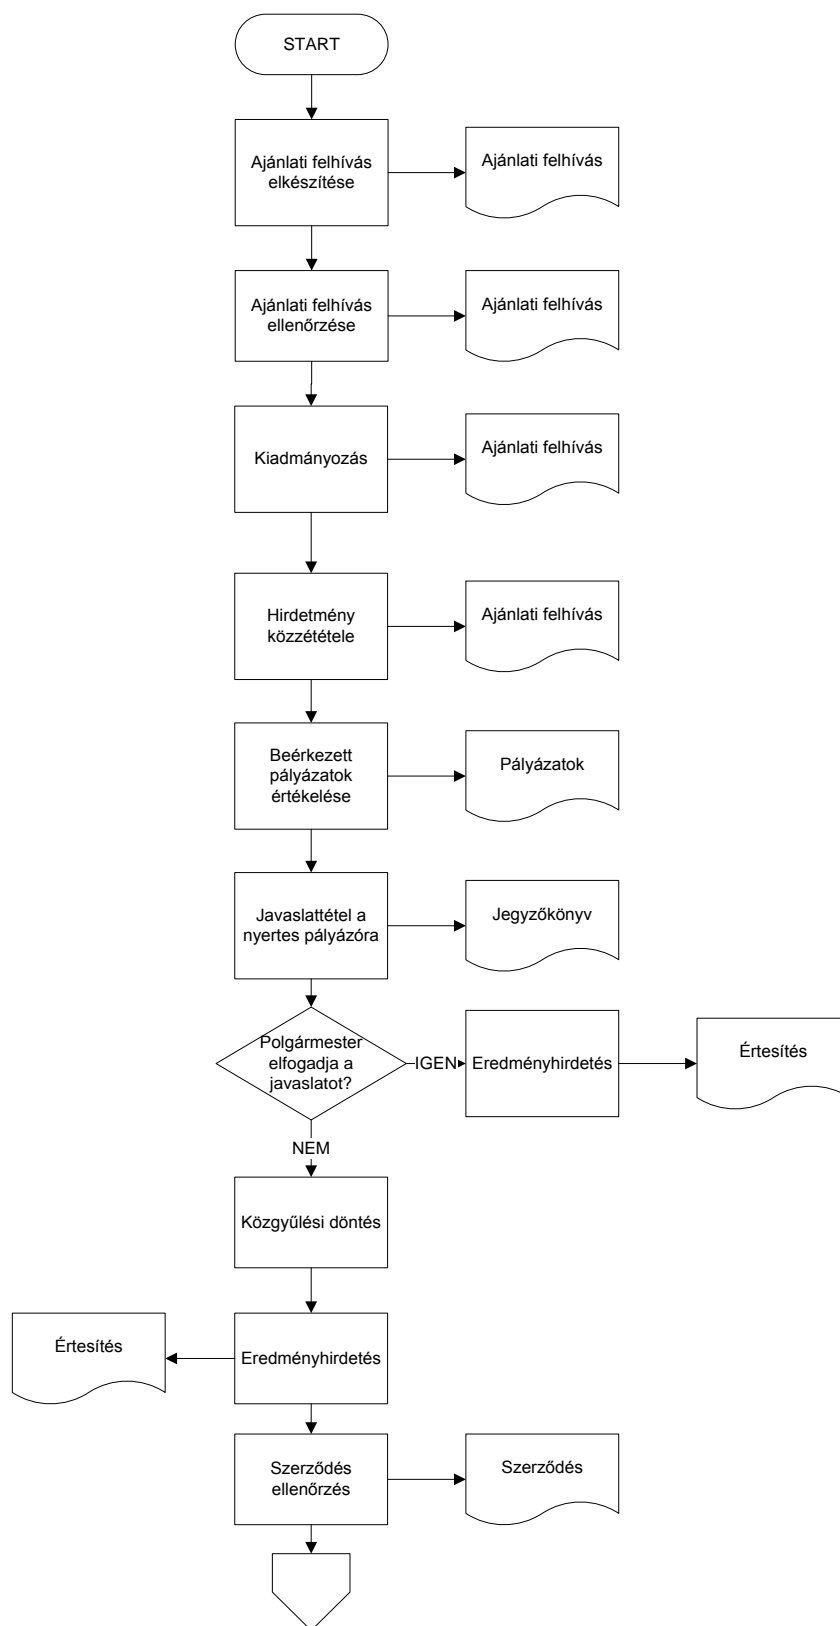 START
Ajánlati felhívás
elkészítése
Ajánlati felhívás
Ajánlati felhívás
ellenőrzése
Ajánlati felhívás
Kiadmányozás
Ajánlati felhívás
Hirdetmény
közzététele
Ajánlati felhívás
Beérkezett
pályázatok
értékelése
Pályázatok
Javaslattétel a
nyertes pályázóra
Jegyzőkönyv
Polgármester
elfogadja a
javaslatot?
IGEN
Eredményhirdetés
Értesítés
NEM
Közgyűlési döntés
Értesítés
Eredményhirdetés
Szerződés
ellenőrzés
Szerződés